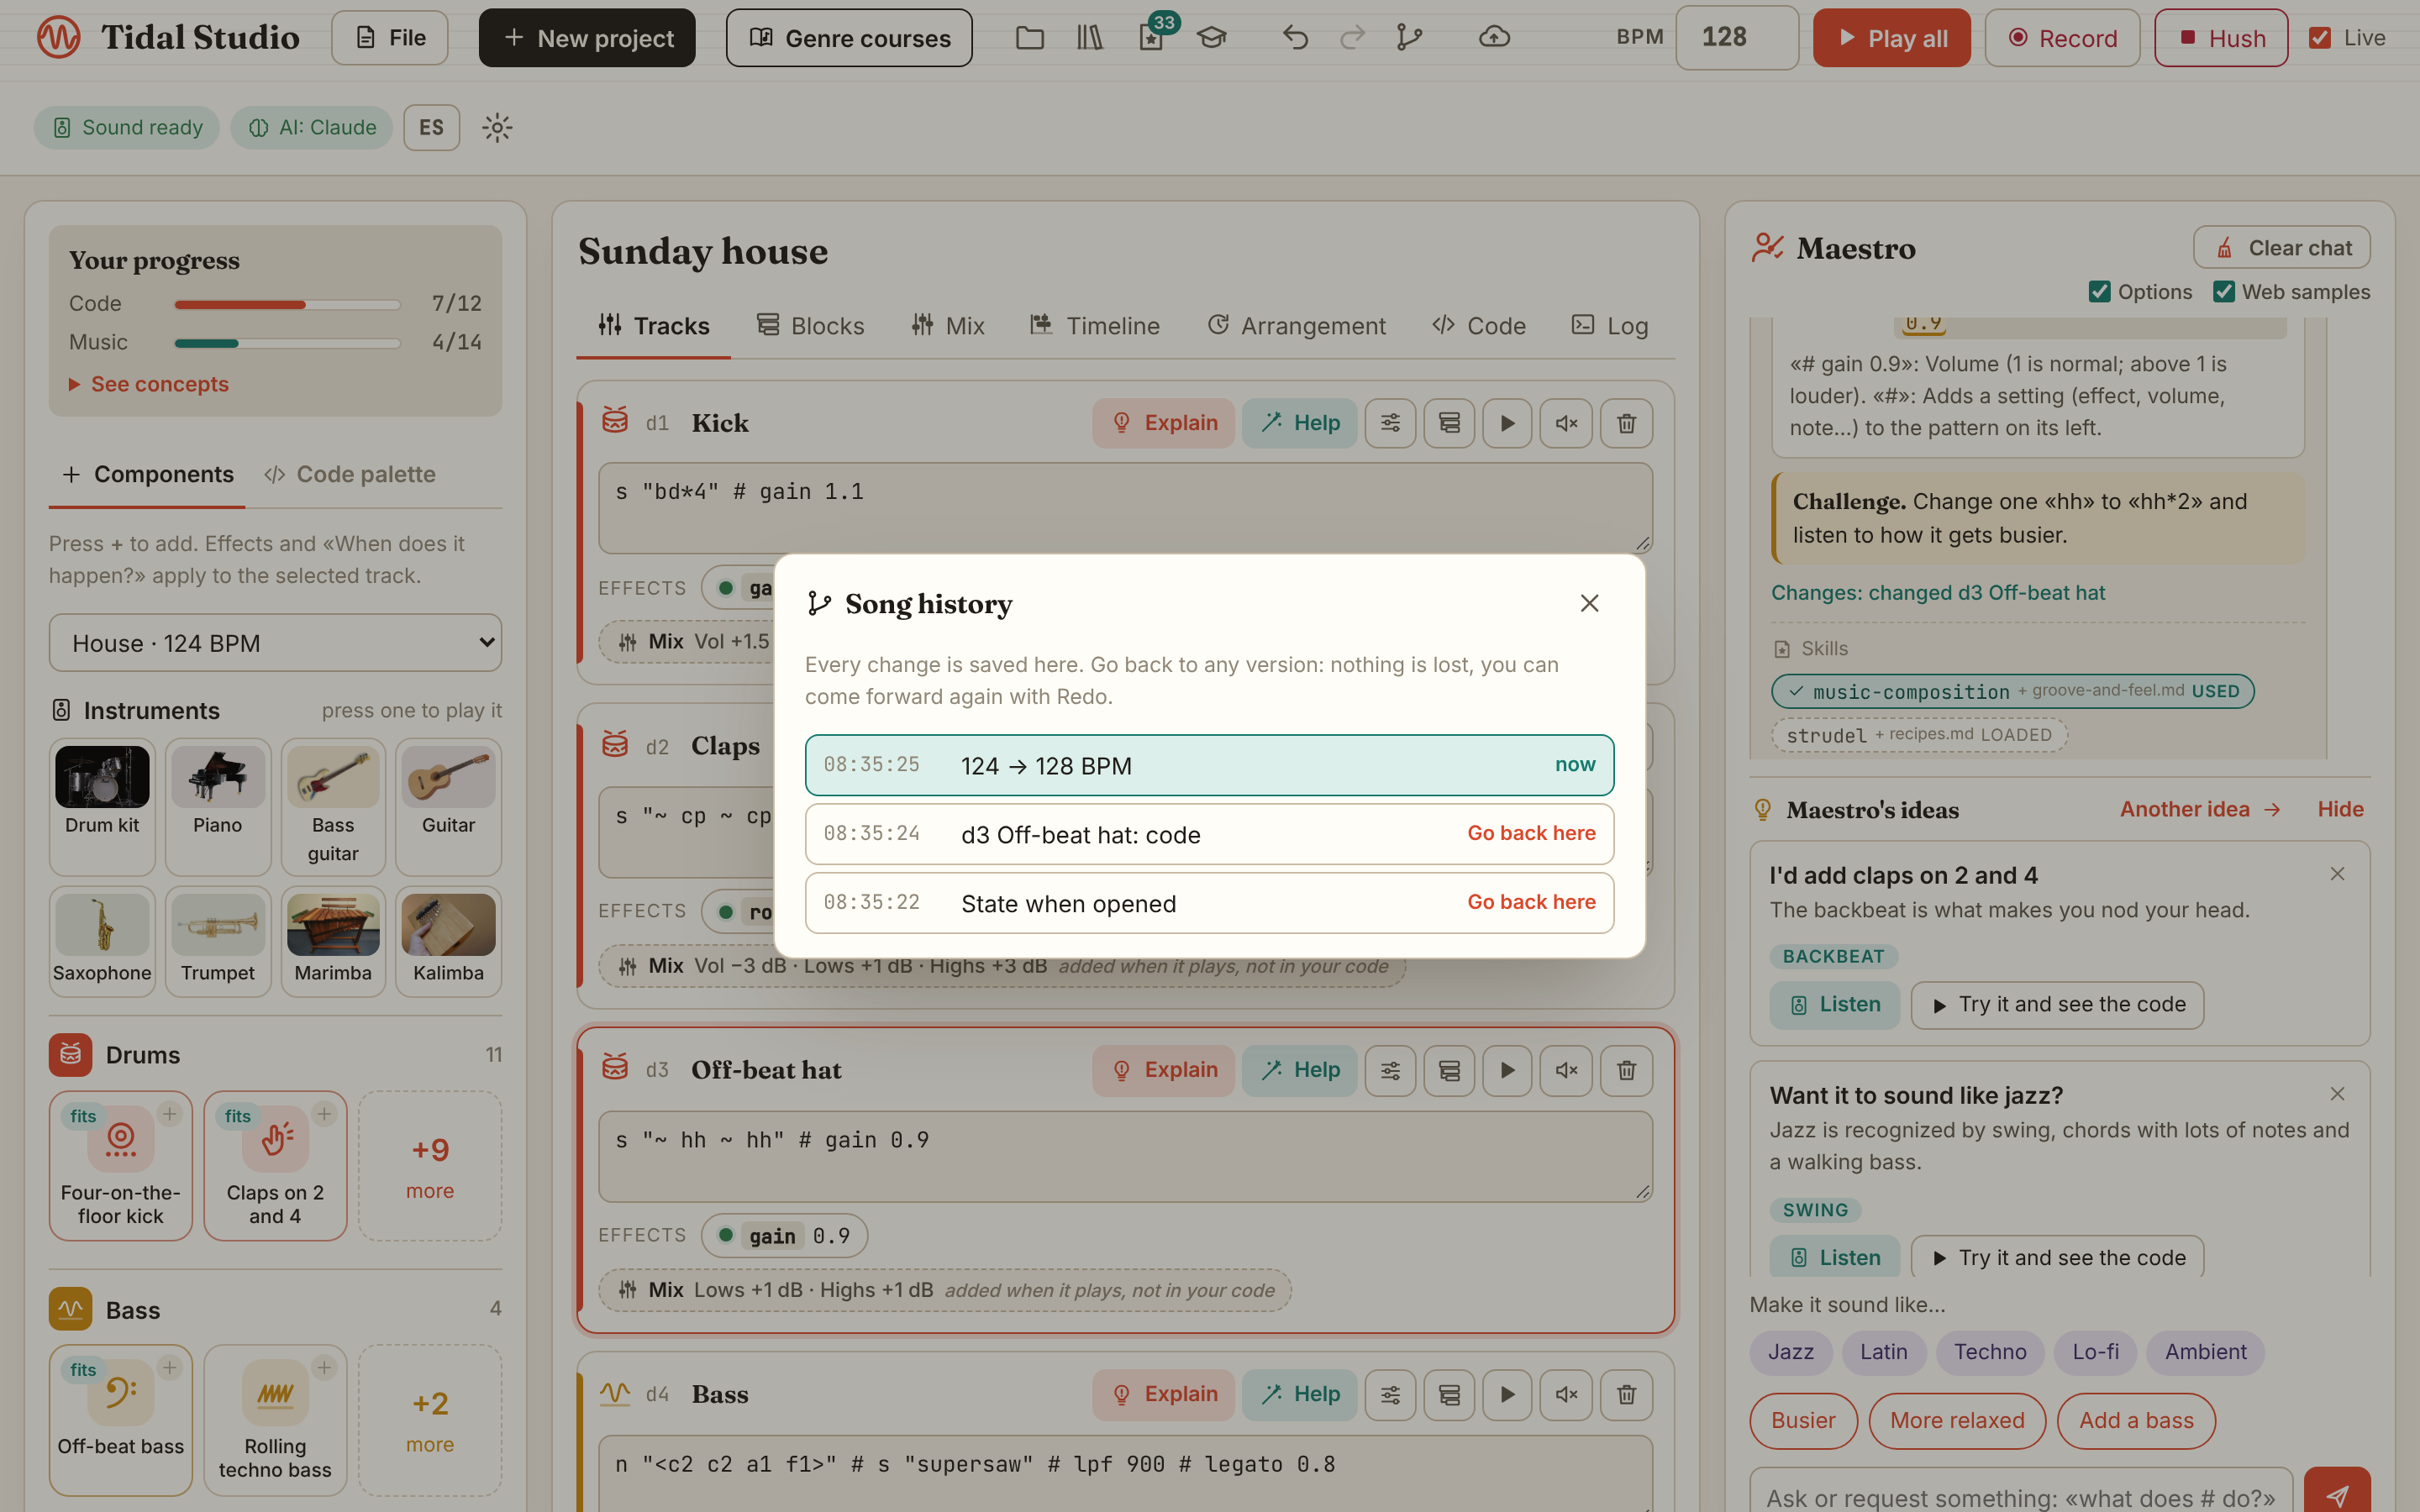 Tidal Studio
File
New project
Genre courses
33
BPM
128
Play all
Record
Hush
Live
Sound ready
AI: Claude
ES
Your progress
Code 7/12
Music 4/14
See concepts
Components
Code palette
Press + to add. Effects and «When does it
happen?» apply to the selected track.
House · 124 BPM
Instruments
press one to play it
Drum kit
Piano
Bass
guitar
Guitar
Saxophone
Trumpet
Marimba
Kalimba
Drums
11
fits
Four-on-the-
floor kick
fits
Claps on 2
and 4
+9
more
Bass
4
fits
Off-beat bass
Rolling
techno bass
+2
more
Sunday house
Tracks
Blocks
Mix
Timeline
Arrangement
Code
Log
d1 Kick
Explain
Help
s "bd*4" # gain 1.1
EFFECTS
ga
Mix Vol +1.5
d2 Claps
s "~ cp ~ cp
EFFECTS
ro
Mix Vol −3 dB · Lows +1 dB · Highs +3 dB added when it plays, not in your code
Song history
Every change is saved here. Go back to any version: nothing is lost, you can
come forward again with Redo.
08:35:25 124 → 128 BPM now
08:35:24 d3 Off-beat hat: code Go back here
08:35:22 State when opened Go back here
d3 Off-beat hat
Explain
Help
s "~ hh ~ hh" # gain 0.9
EFFECTS
gain 0.9
Mix Lows +1 dB · Highs +1 dB added when it plays, not in your code
d4 Bass
Explain
Help
n "<c2 c2 a1 f1>" # s "supersaw" # lpf 900 # legato 0.8
Maestro
Clear chat
Options
Web samples
0.9
«# gain 0.9»: Volume (1 is normal; above 1 is
louder). «#»: Adds a setting (effect, volume,
note...) to the pattern on its left.
Challenge. Change one «hh» to «hh*2» and
listen to how it gets busier.
Changes: changed d3 Off-beat hat
Skills
music-composition + groove-and-feel.md USED
strudel + recipes.md LOADED
Maestro's ideas
Another idea →
Hide
I'd add claps on 2 and 4
The backbeat is what makes you nod your head.
BACKBEAT
Listen
Try it and see the code
Want it to sound like jazz?
Jazz is recognized by swing, chords with lots of notes and
a walking bass.
SWING
Listen
Try it and see the code
Make it sound like...
Jazz
Latin
Techno
Lo-fi
Ambient
Busier
More relaxed
Add a bass
Ask or request something: «what does # do?»